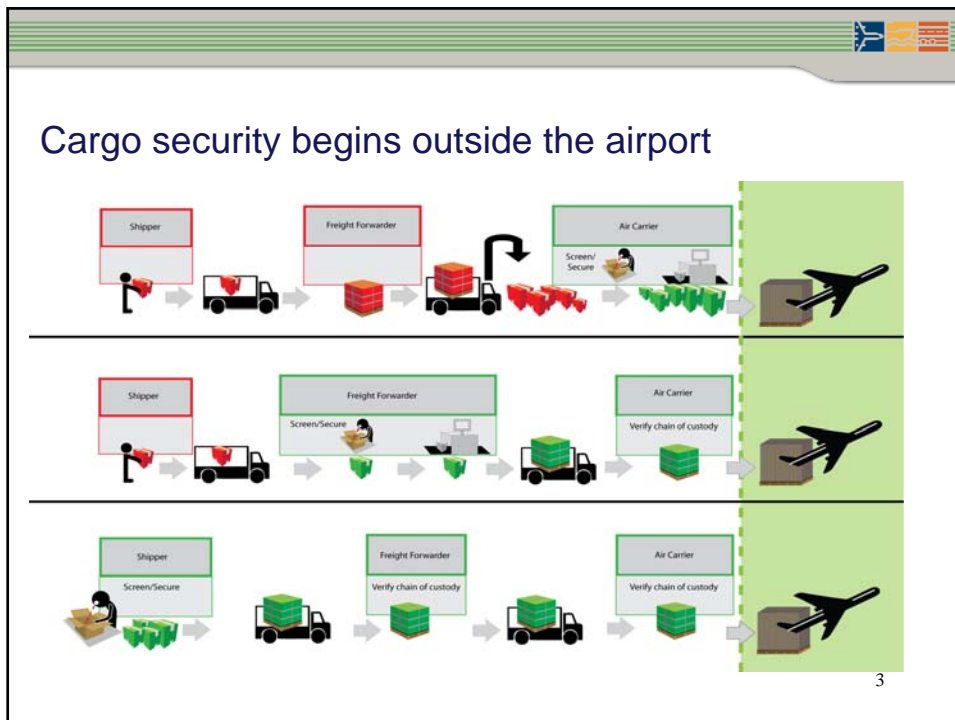 Cargo security begins outside the airport
Shipper
Freight Forwarder
Air Carrier
Screen/
Secure
Shipper
Freight Forwarder
Screen/Secure
Air Carrier
Verify chain of custody
Shipper
Screen/Secure
Freight Forwarder
Verify chain of custody
Air Carrier
Verify chain of custody
3